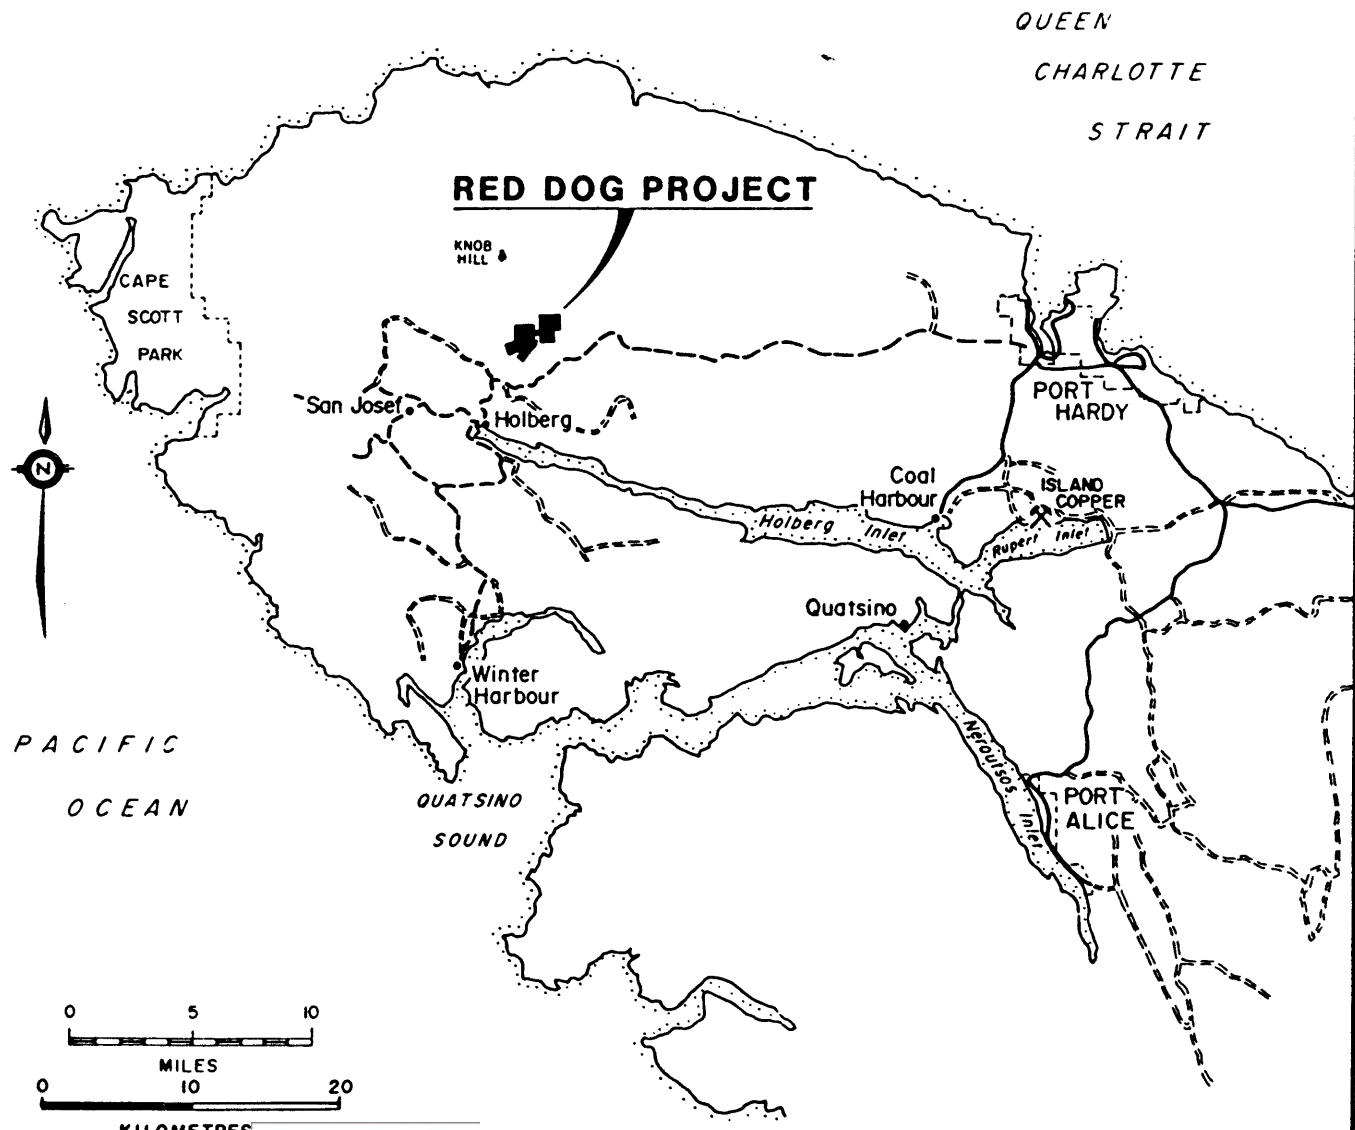 QUEEN
CHARLOTTE
STRAIT
RED DOG PROJECT
KNOB
HILL
CAPE
SCOTT
PARK
San Josef
Holberg
PORT
HARDY
N
Coal
Harbour
ISLAND
COPPER
Holberg Inlet
Rupert Inlet
Quatsino
Winter
Harbour
PACIFIC
OCEAN
QUATSINO
SOUND
Neroutsos Inlet
PORT
ALICE
0 5 10
MILES
0 10 20
KILOMETRES